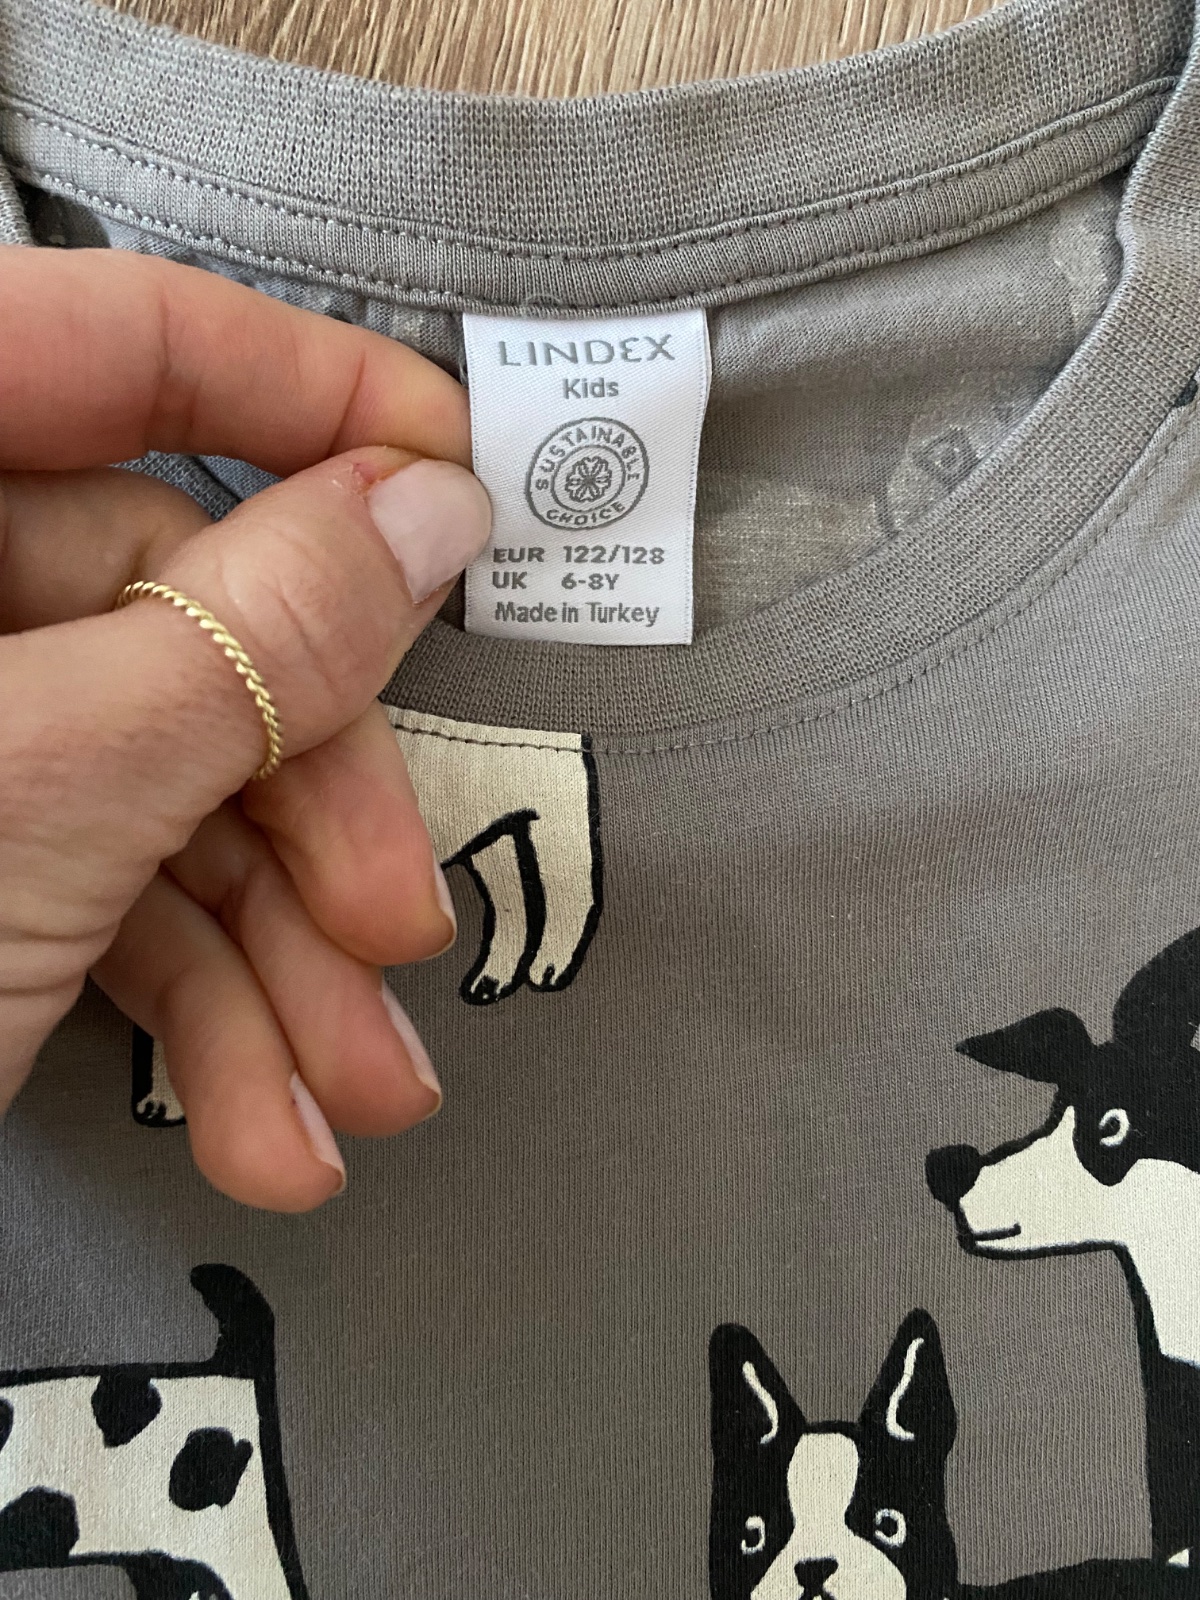 LINDEX
Kids
SUSTAINABLE
CHOICE
EUR 122/128
UK 6-8Y
Made in Turkey